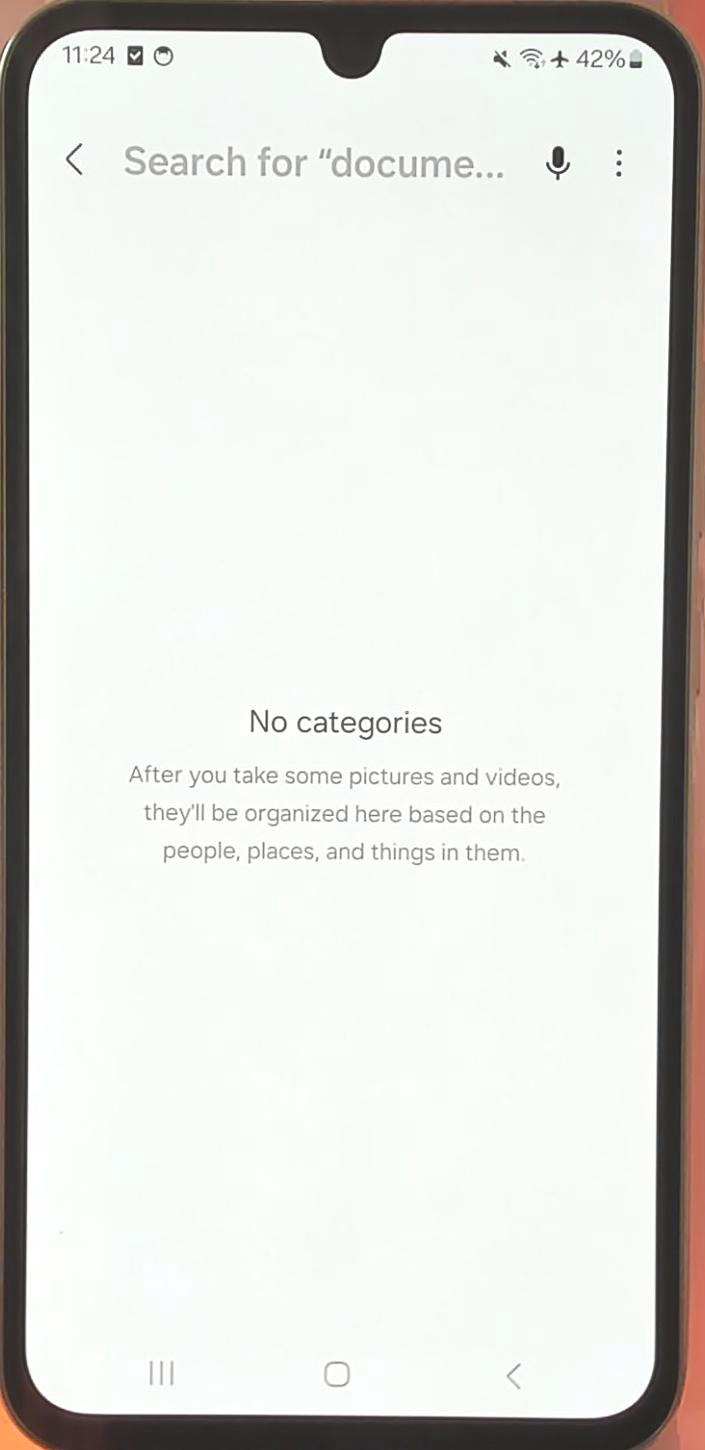 11:24 42%
Search for “docume...
No categories
After you take some pictures and videos,
they'll be organized here based on the
people, places, and things in them.